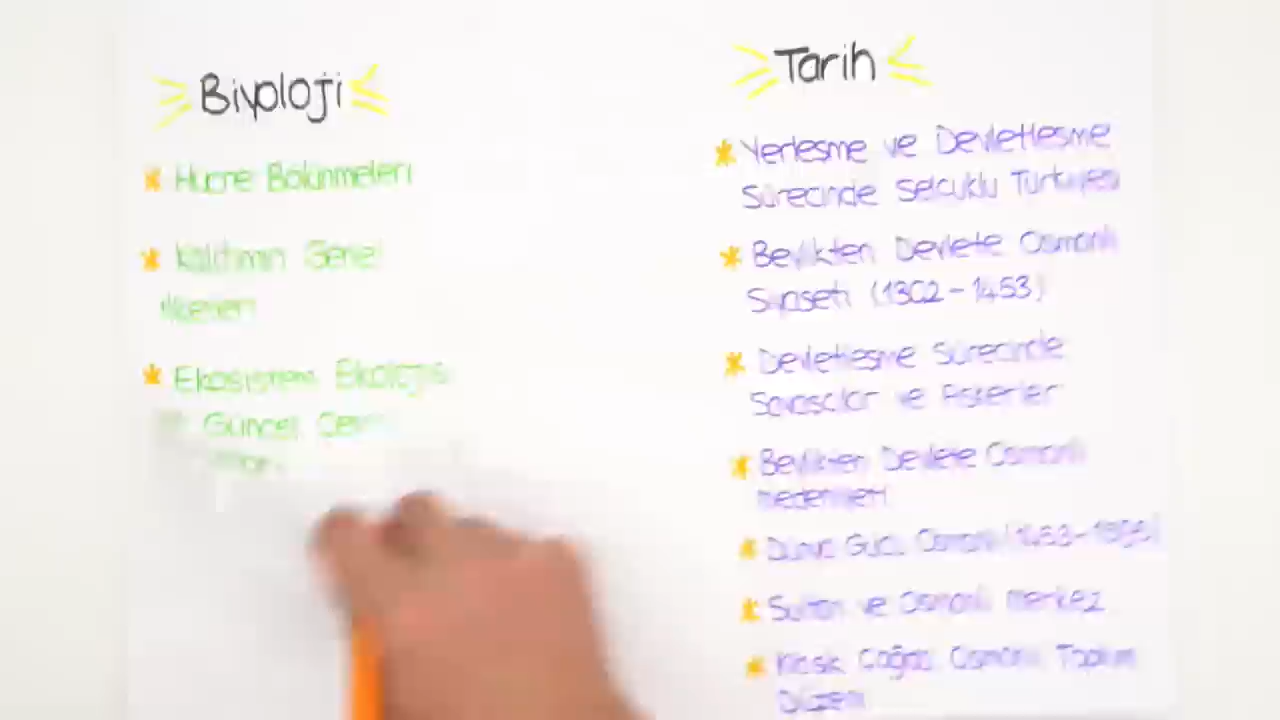 Biyoloji
* Hücre Bölünmeleri
* Kalıtımın Genel
İlkeleri
* Ekosistem Ekolojisi
Güncel
Tarih
* Yerleşme ve Devletleşme
Sürecinde Selçuklu Türkiyesi
* Beylikten Devlete Osmanlı
Siyaseti (1302-1453)
* Devletleşme Sürecinde
Savaşçılar ve Askerler
* Beylikten Devlete Osmanlı
medeniyeti
* Dünya Gücü Osmanlı
* Sultan ve Osmanlı merkez
* Klasik Çağda Osmanlı Toplum
Düzeni